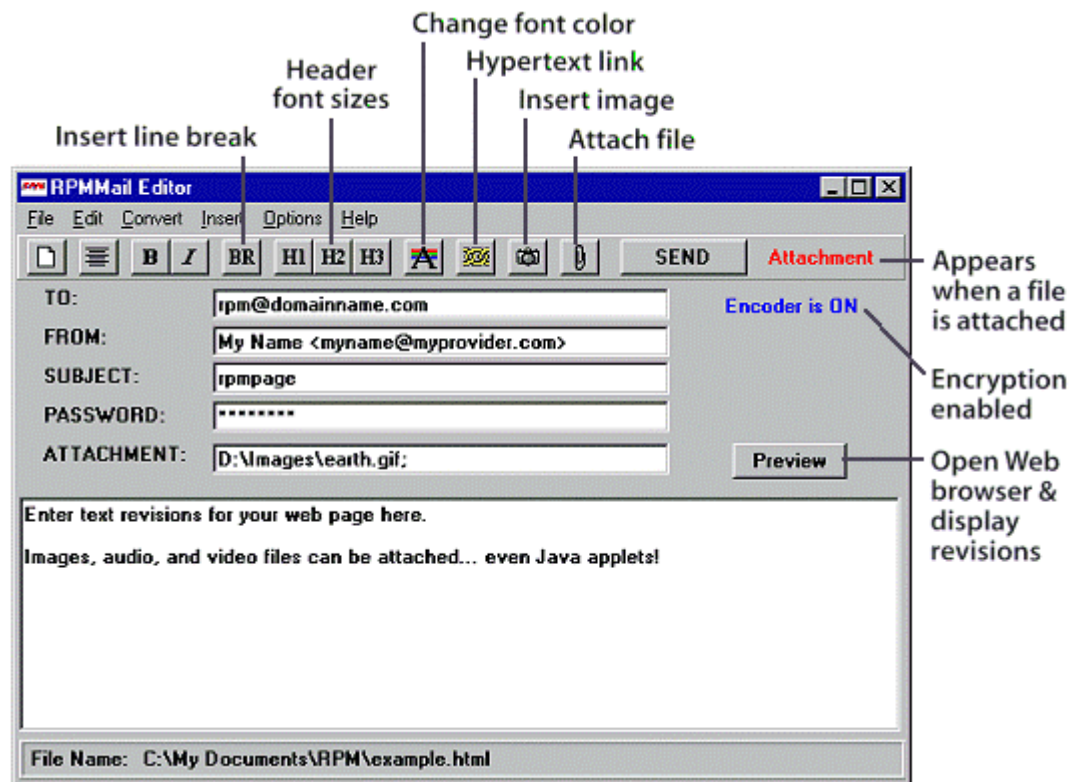 Change font color
Hypertext link
Header
font sizes
Insert image
Insert line break
Attach file
RPMMail Editor
File Edit Convert Insert Options Help
B I BR H1 H2 H3 A SEND Attachment
Appears
when a file
is attached
TO: rpm@domainname.com
Encoder is ON
FROM: My Name <myname@myprovider.com>
SUBJECT: rpmpage
Encryption
enabled
PASSWORD: ********
ATTACHMENT: D:\Images\earth.gif;
Preview
Open Web
browser &
display
revisions
Enter text revisions for your web page here.
Images, audio, and video files can be attached... even Java applets!
File Name: C:\My Documents\RPM\example.html